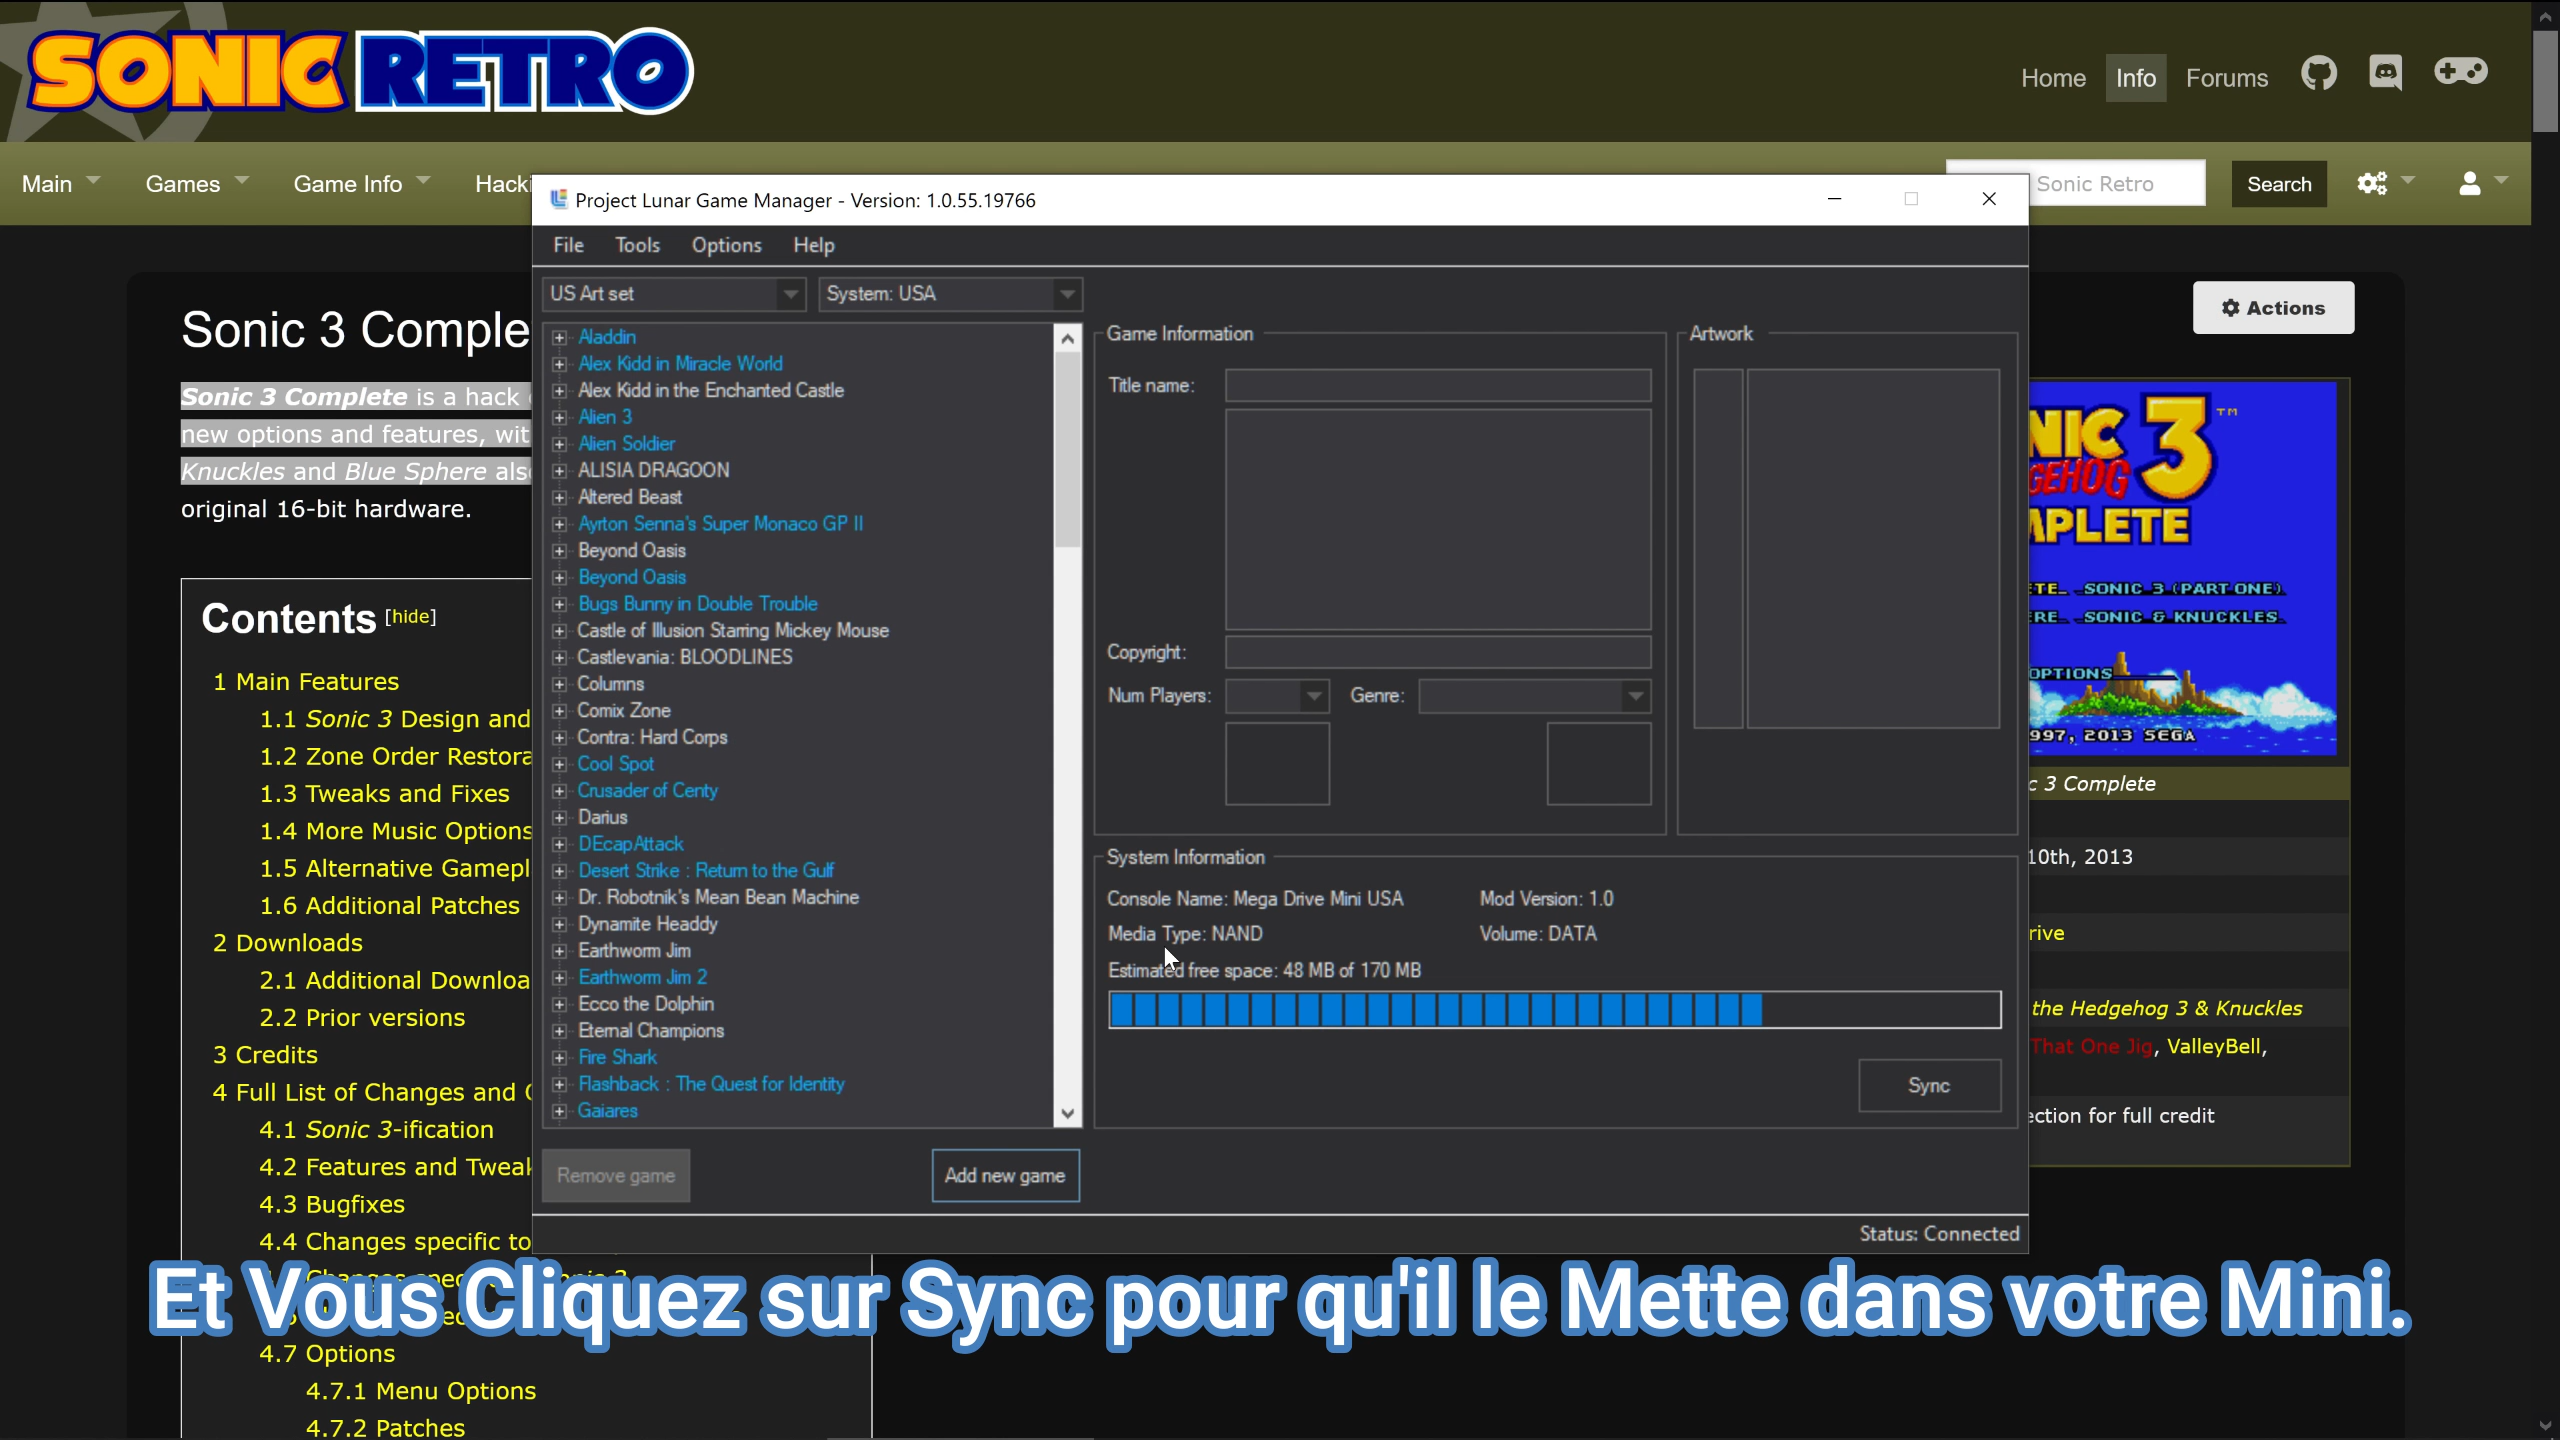 SONIC RETRO
Home Info Forums
Main Games Game Info
Sonic Retro Search
Project Lunar Game Manager - Version: 1.0.55.19766
File Tools Options Help
US Art set System: USA
Actions
Sonic 3
Sonic 3 Complete is a hack
new options and features,
Knuckles and Blue Sphere
original 16-bit hardware.
Contents [hide]
1 Main Features
1.1 Sonic 3 Design and
1.2 Zone Order
1.3 Tweaks and Fixes
1.4 More Music Options
1.5 Alternative
1.6 Additional Patches
2 Downloads
2.1 Additional
2.2 Prior versions
3 Credits
4 Full List of Changes and
4.1 Sonic 3-ification
4.2 Features and
4.3 Bugfixes
4.4 Changes specific to
4.7 Options
4.7.1 Menu Options
4.7.2 Patches
Aladdin
Alex Kidd in Miracle World
Alex Kidd in the Enchanted Castle
Alien 3
Alien Soldier
ALISIA DRAGOON
Altered Beast
Ayrton Senna's Super Monaco GP II
Beyond Oasis
Beyond Oasis
Bugs Bunny in Double Trouble
Castle of Illusion Starring Mickey Mouse
Castlevania: BLOODLINES
Columns
Comix Zone
Contra: Hard Corps
Cool Spot
Crusader of Centy
Darius
DEcapAttack
Desert Strike : Return to the Gulf
Dr. Robotnik's Mean Bean Machine
Dynamite Headdy
Earthworm Jim
Earthworm Jim 2
Ecco the Dolphin
Eternal Champions
Fire Shark
Flashback : The Quest for Identity
Gaiares
Remove game Add new game
Game Information
Title name:
Copyright:
Num Players: Genre:
Artwork
System Information
Console Name: Mega Drive Mini USA Mod Version: 1.0
Media Type: NAND Volume: DATA
Estimated free space: 48 MB of 170 MB
Sync
Status: Connected
3 TM
SONIC 3 (PART ONE)
SONIC & KNUCKLES
OPTIONS
2013 SEGA
3 Complete
10th, 2013
the Hedgehog 3 & Knuckles
That One Jig, ValleyBell,
for full credit
Et Vous Cliquez sur Sync pour qu'il le Mette dans votre Mini.